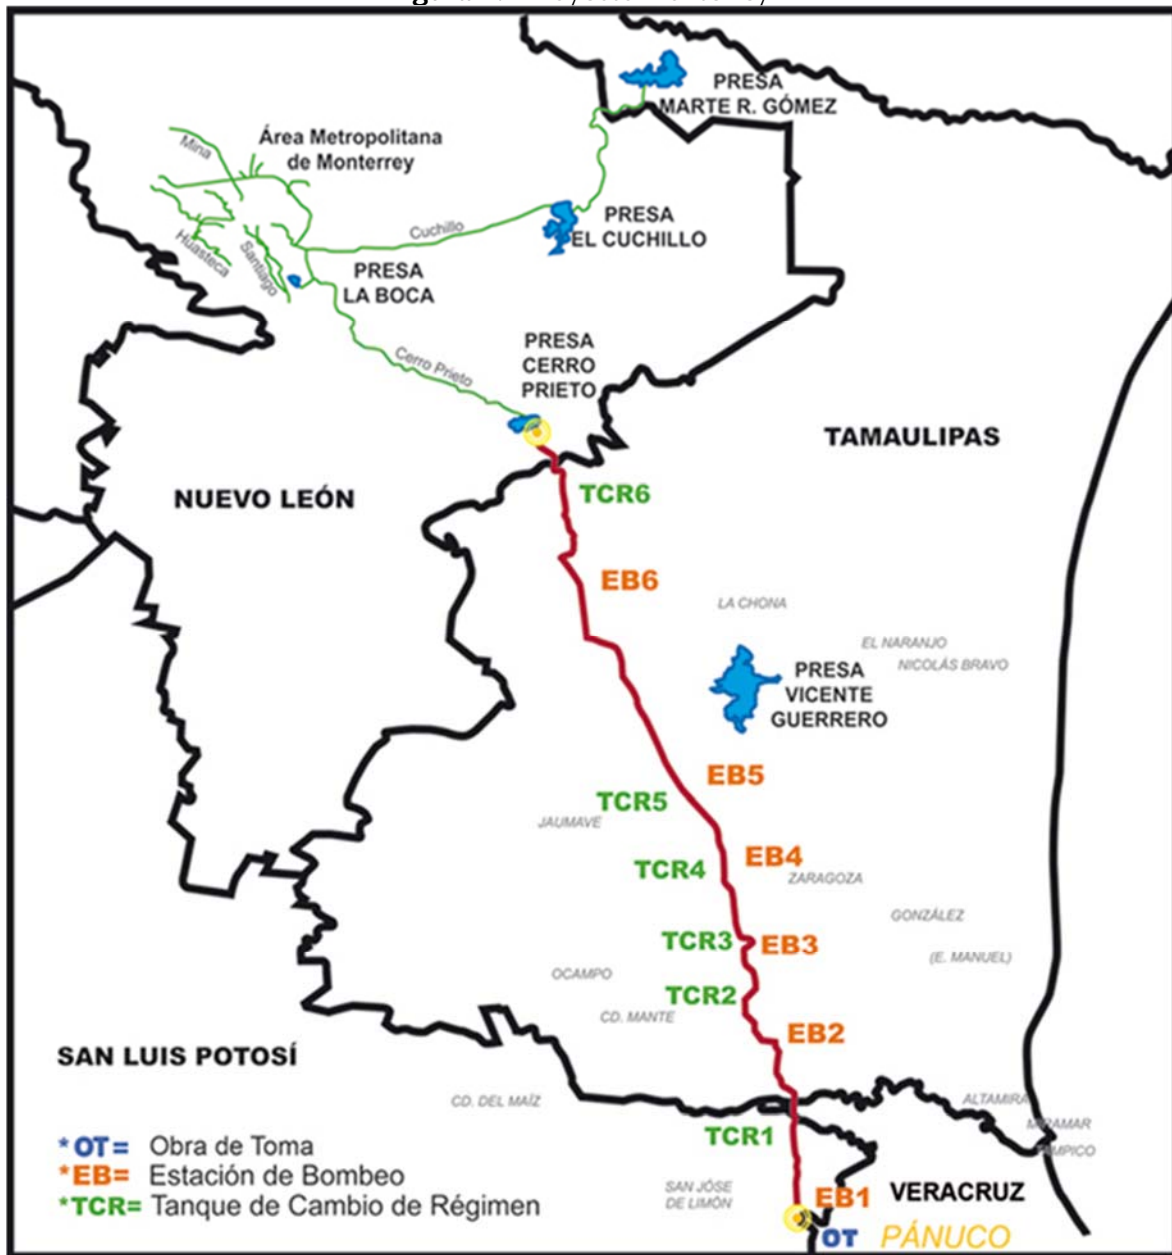 PRESA
MARTE R. GÓMEZ
Área Metropolitana
de Monterrey
Mina
PRESA
EL CUCHILLO
Cuchillo
Huasteca
Santiago
PRESA
LA BOCA
PRESA
CERRO
PRIETO
Cerro Prieto
TAMAULIPAS
NUEVO LEÓN
TCR6
EB6
LA CHONA
EL NARANJO
NICOLÁS BRAVO
PRESA
VICENTE
GUERRERO
EB5
TCR5
JAUMAVE
EB4
TCR4
ZARAGOZA
GONZÁLEZ
TCR3
EB3
(E. MANUEL)
OCAMPO
TCR2
CD. MANTE
EB2
SAN LUIS POTOSÍ
CD. DEL MAÍZ
ALTAMIRA
MIRAMAR
TAMPICO
TCR1
*OT= Obra de Toma
*EB= Estación de Bombeo
*TCR= Tanque de Cambio de Régimen
SAN JÓSE
DE LIMÓN
EB1
VERACRUZ
OT
PÁNUCO